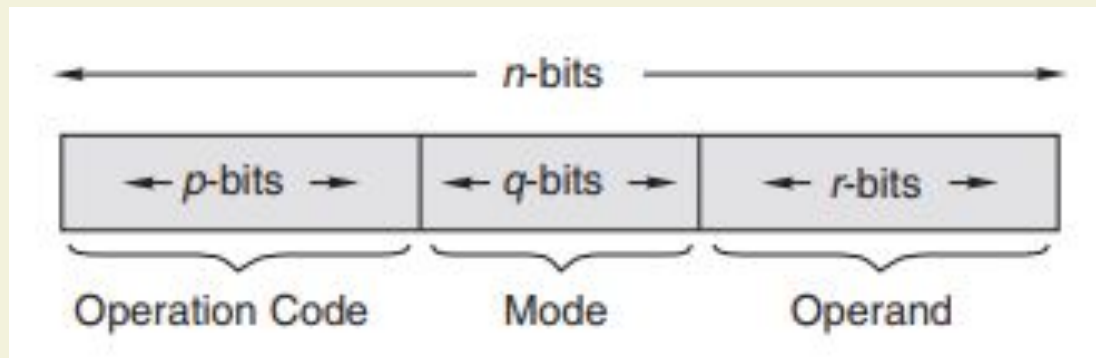 n-bits
p-bits q-bits r-bits
Operation Code Mode Operand